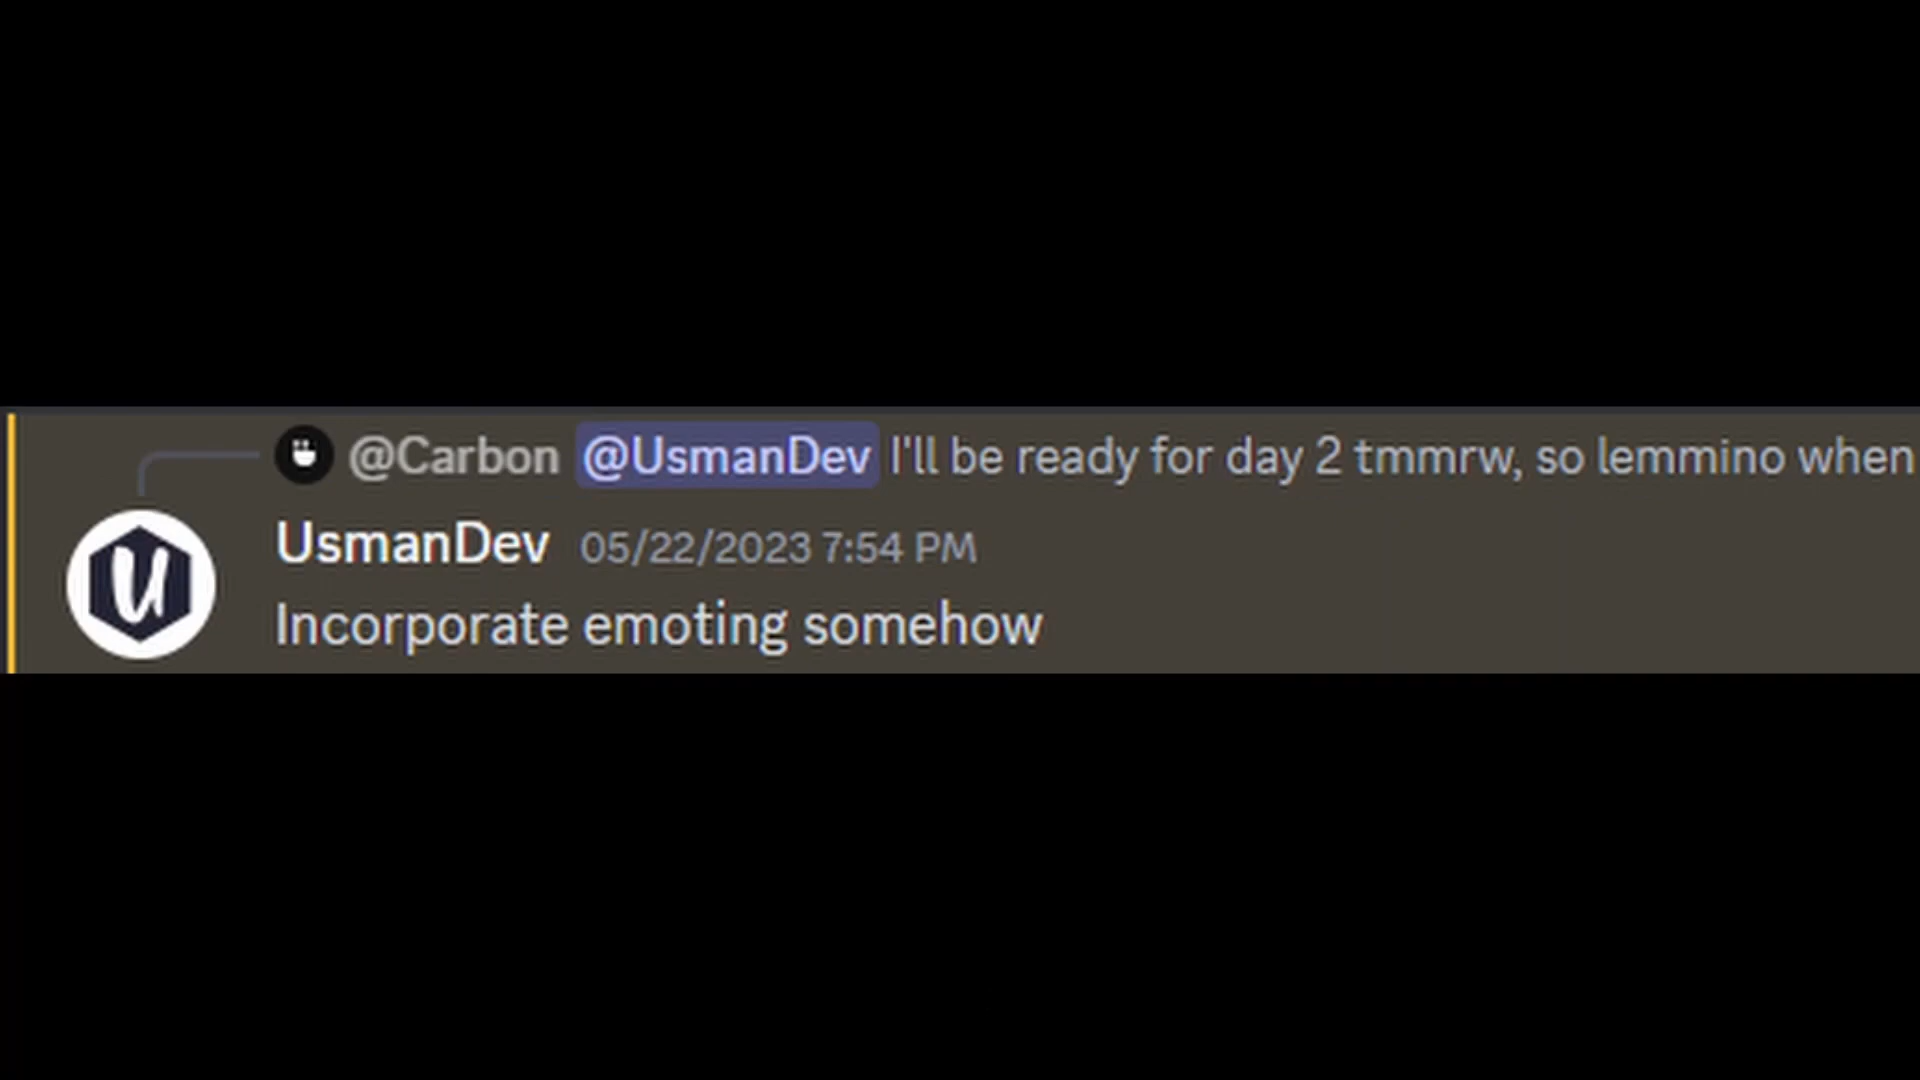 @Carbon @UsmanDev I'll be ready for day 2 tmmrw, so lemmino when
UsmanDev 05/22/2023 7:54 PM
U
Incorporate emoting somehow